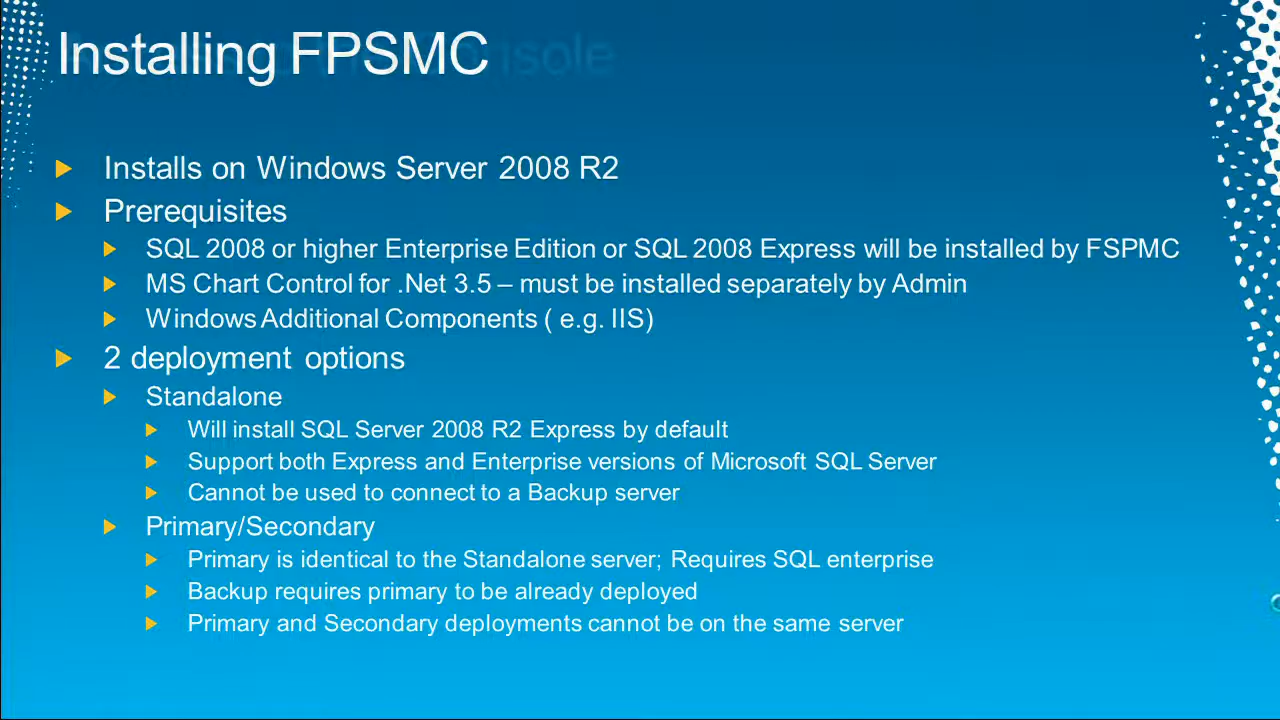 Installing FPSMC
Installs on Windows Server 2008 R2
Prerequisites
SQL 2008 or higher Enterprise Edition or SQL 2008 Express will be installed by FSPMC
MS Chart Control for .Net 3.5 – must be installed separately by Admin
Windows Additional Components ( e.g. IIS)
2 deployment options
Standalone
Will install SQL Server 2008 R2 Express by default
Support both Express and Enterprise versions of Microsoft SQL Server
Cannot be used to connect to a Backup server
Primary/Secondary
Primary is identical to the Standalone server; Requires SQL enterprise
Backup requires primary to be already deployed
Primary and Secondary deployments cannot be on the same server